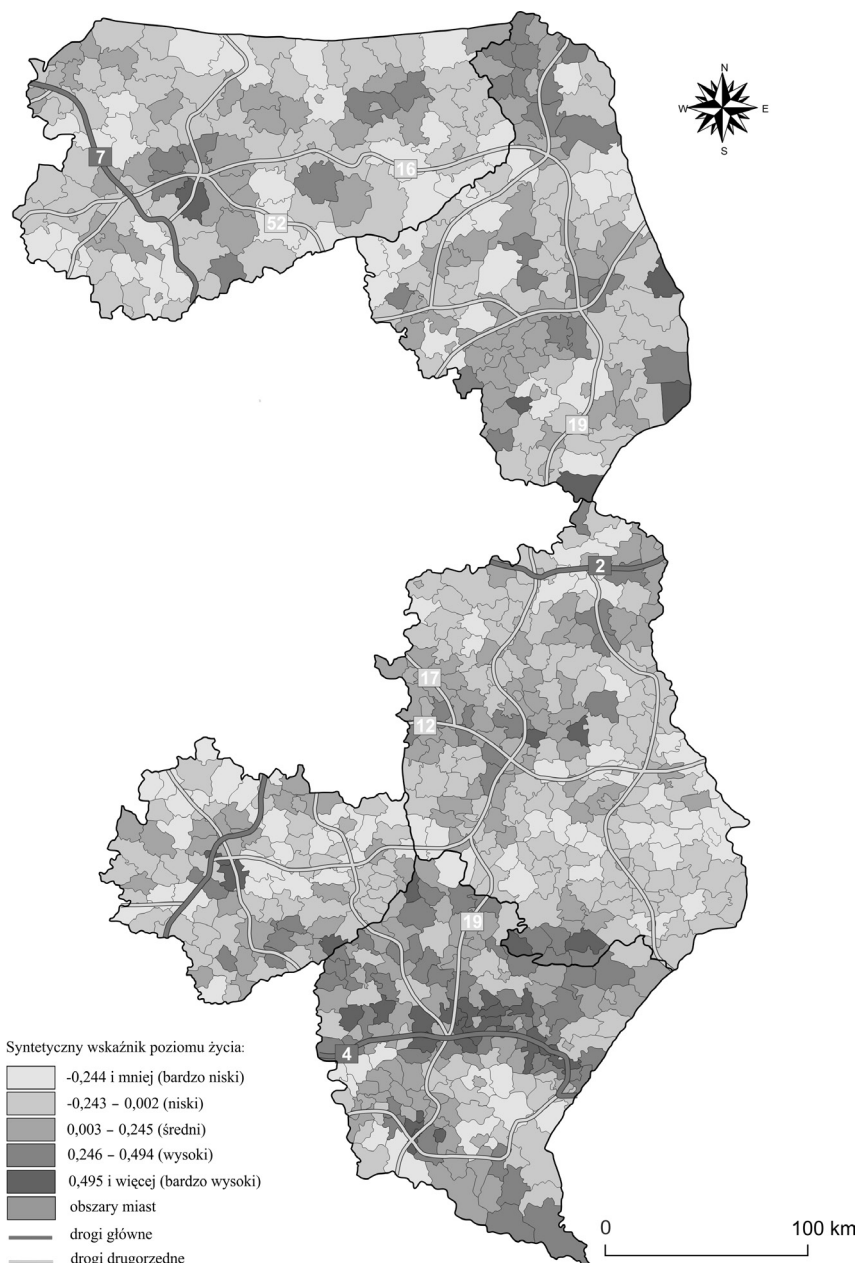 N
W
E
S
7
16
52
19
2
17
12
19
4
Syntetyczny wskaźnik poziomu życia:
-0,244 i mniej (bardzo niski)
-0,243 – 0,002 (niski)
0,003 – 0,245 (średni)
0,246 – 0,494 (wysoki)
0,495 i więcej (bardzo wysoki)
obszary miast
drogi główne
drogi drugorzędne
0
100 km